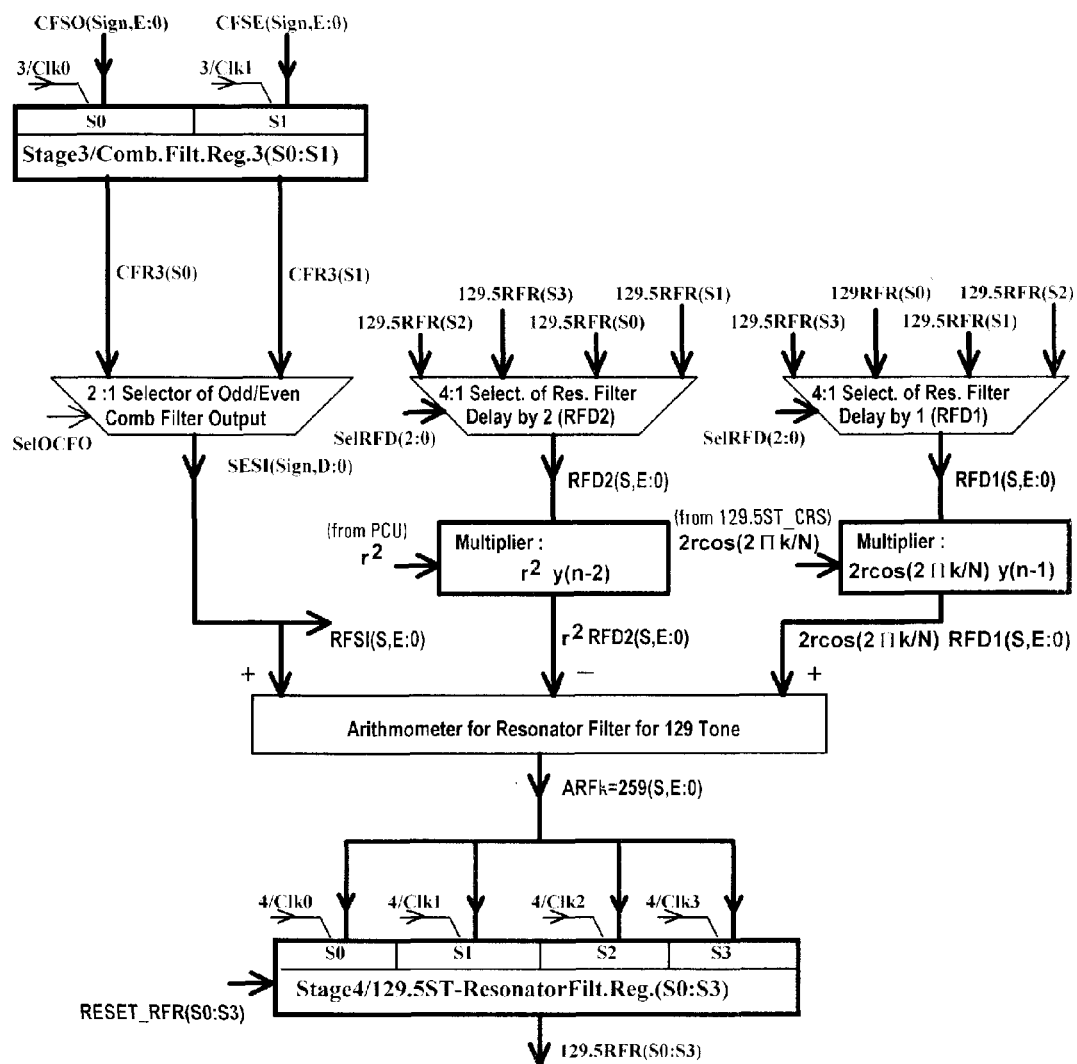 CFSO(Sign,E:0)
CFSE(Sign,E:0)
3/Clk0
3/Clk1
S0
S1
Stage3/Comb.Filt.Reg.3(S0:S1)
CFR3(S0)
CFR3(S1)
129.5RFR(S3)
129.5RFR(S1)
129.5RFR(S2)
129.5RFR(S0)
129RFR(S0)
129.5RFR(S2)
129.5RFR(S3)
129.5RFR(S1)
2 :1 Selector of Odd/Even
Comb Filter Output
SelOCFO
4:1 Select. of Res. Filter
Delay by 2 (RFD2)
SelRFD(2:0)
4:1 Select. of Res. Filter
Delay by 1 (RFD1)
SelRFD(2:0)
SESI(Sign,D:0)
RFD2(S,E:0)
RFD1(S,E:0)
(from PCU)
r²
Multiplier :
r² y(n-2)
(from 129.5ST_CRS)
2rcos(2 Π k/N)
Multiplier :
2rcos(2 Π k/N) y(n-1)
RFSI(S,E:0)
r² RFD2(S,E:0)
2rcos(2 Π k/N) RFD1(S,E:0)
+
−
+
Arithmometer for Resonator Filter for 129 Tone
ARFk=259(S,E:0)
4/Clk0
4/Clk1
4/Clk2
4/Clk3
S0
S1
S2
S3
Stage4/129.5ST-ResonatorFilt.Reg.(S0:S3)
RESET_RFR(S0:S3)
129.5RFR(S0:S3)